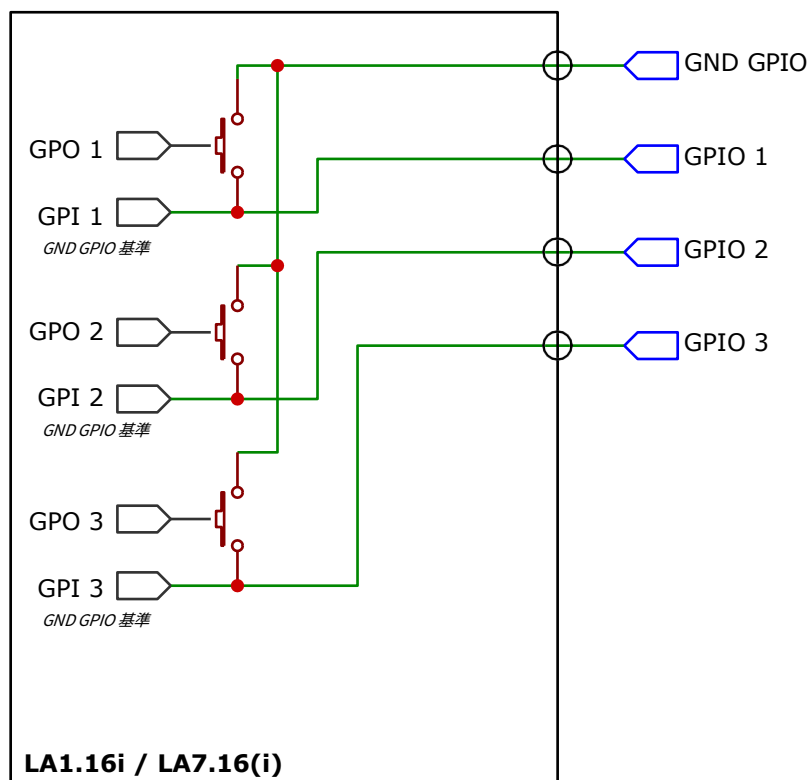 GND GPIO
GPO 1
GPIO 1
GPI 1
GND GPIO 基準
GPIO 2
GPO 2
GPIO 3
GPI 2
GND GPIO 基準
GPO 3
GPI 3
GND GPIO 基準
LA1.16i / LA7.16(i)